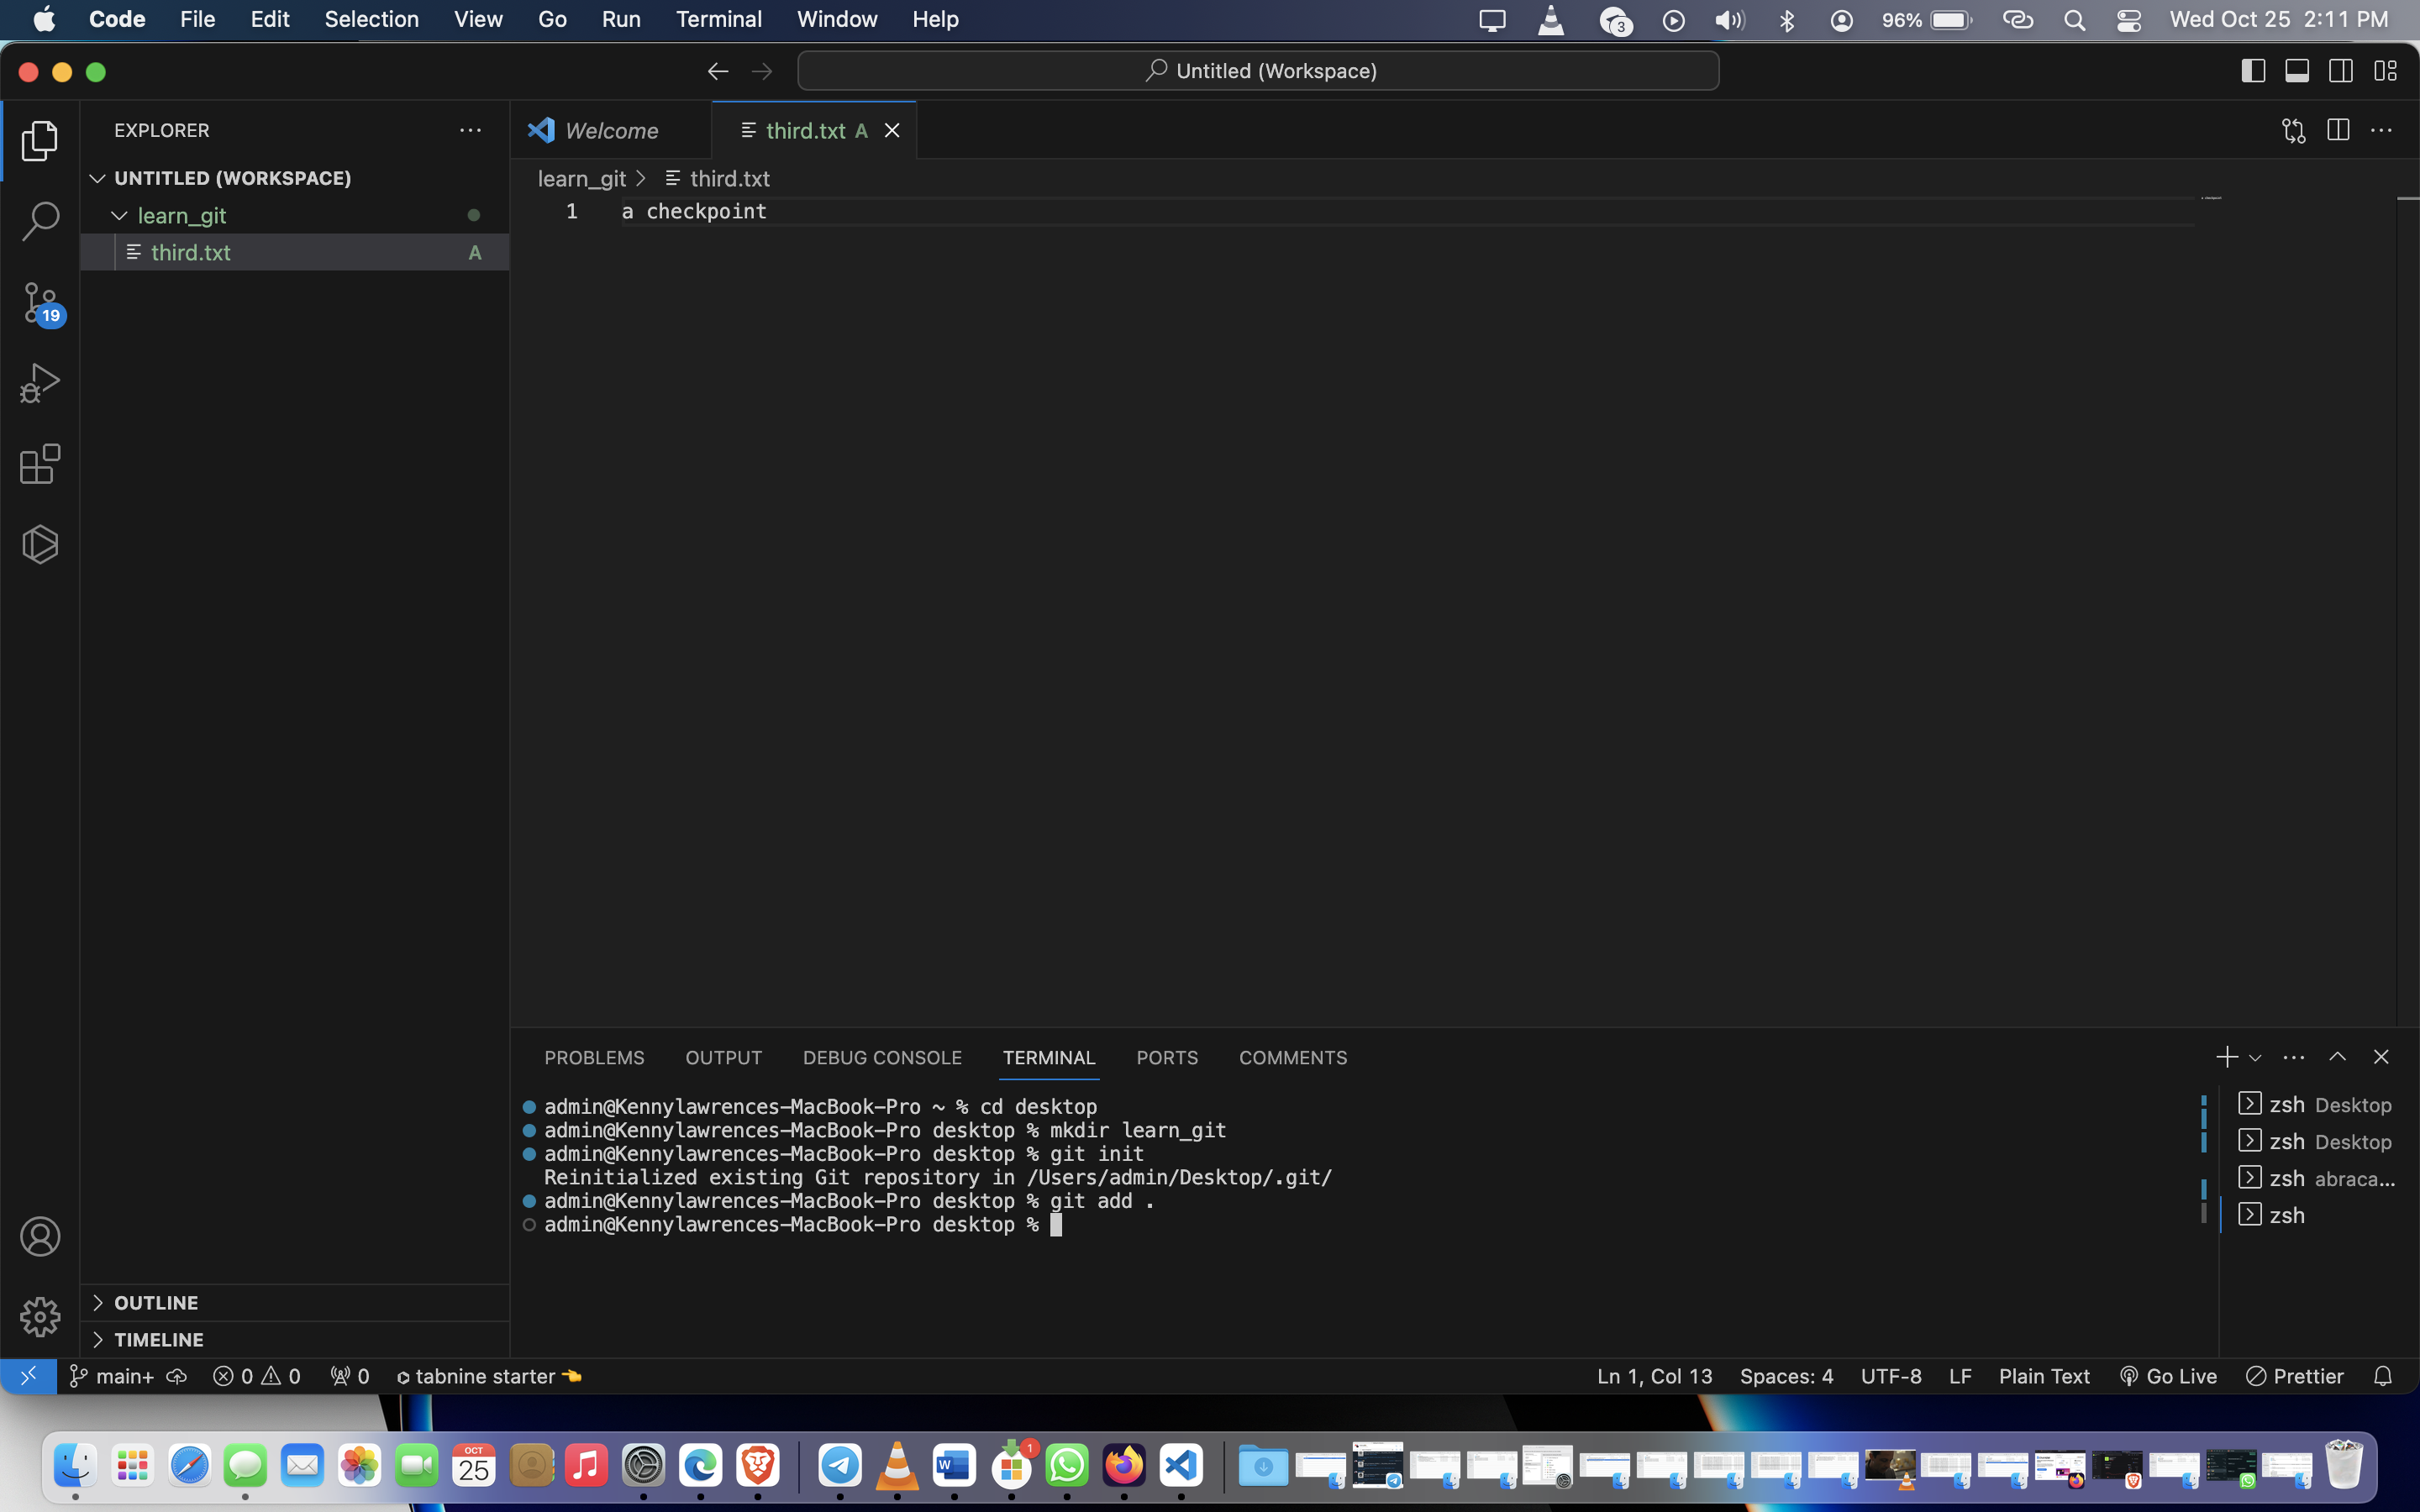 Code File Edit Selection View Go Run Terminal Window Help 3 96% Wed Oct 25 2:11 PM
Untitled (Workspace)
EXPLORER
UNTITLED (WORKSPACE)
learn_git
third.txt A
19
Welcome third.txt A
learn_git > third.txt
1 a checkpoint
PROBLEMS OUTPUT DEBUG CONSOLE TERMINAL PORTS COMMENTS
admin@Kennylawrences-MacBook-Pro ~ % cd desktop
admin@Kennylawrences-MacBook-Pro desktop % mkdir learn_git
admin@Kennylawrences-MacBook-Pro desktop % git init
Reinitialized existing Git repository in /Users/admin/Desktop/.git/
admin@Kennylawrences-MacBook-Pro desktop % git add .
admin@Kennylawrences-MacBook-Pro desktop %
zsh Desktop
zsh Desktop
zsh abraca...
zsh
OUTLINE
TIMELINE
main+ 0 0 0 tabnine starter Ln 1, Col 13 Spaces: 4 UTF-8 LF Plain Text Go Live Prettier
OCT
25
W
1